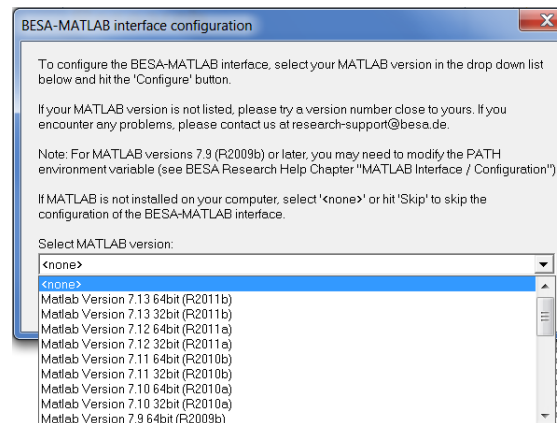 BESA-MATLAB interface configuration
To configure the BESA-MATLAB interface, select your MATLAB version in the drop down list
below and hit the 'Configure' button.
If your MATLAB version is not listed, please try a version number close to yours. If you
encounter any problems, please contact us at research-support@besa.de.
Note: For MATLAB versions 7.9 (R2009b) or later, you may need to modify the PATH
environment variable (see BESA Research Help Chapter "MATLAB Interface / Configuration")
If MATLAB is not installed on your computer, select '<none>' or hit 'Skip' to skip the
configuration of the BESA-MATLAB interface.
Select MATLAB version:
<none>
<none>
Matlab Version 7.13 64bit (R2011b)
Matlab Version 7.13 32bit (R2011b)
Matlab Version 7.12 64bit (R2011a)
Matlab Version 7.12 32bit (R2011a)
Matlab Version 7.11 64bit (R2010b)
Matlab Version 7.11 32bit (R2010b)
Matlab Version 7.10 64bit (R2010a)
Matlab Version 7.10 32bit (R2010a)
Matlab Version 7.9 64bit (R2009b)